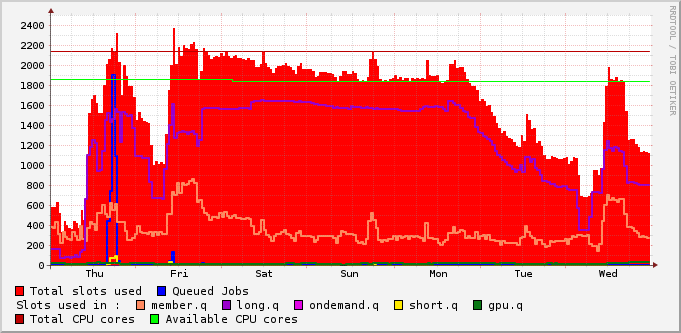 RRDTOOL / TOBI OETIKER
2400
2200
2000
1800
1600
1400
1200
1000
800
600
400
200
0
Thu Fri Sat Sun Mon Tue Wed
Total slots used Queued Jobs
Slots used in : member.q long.q ondemand.q short.q gpu.q
Total CPU cores Available CPU cores